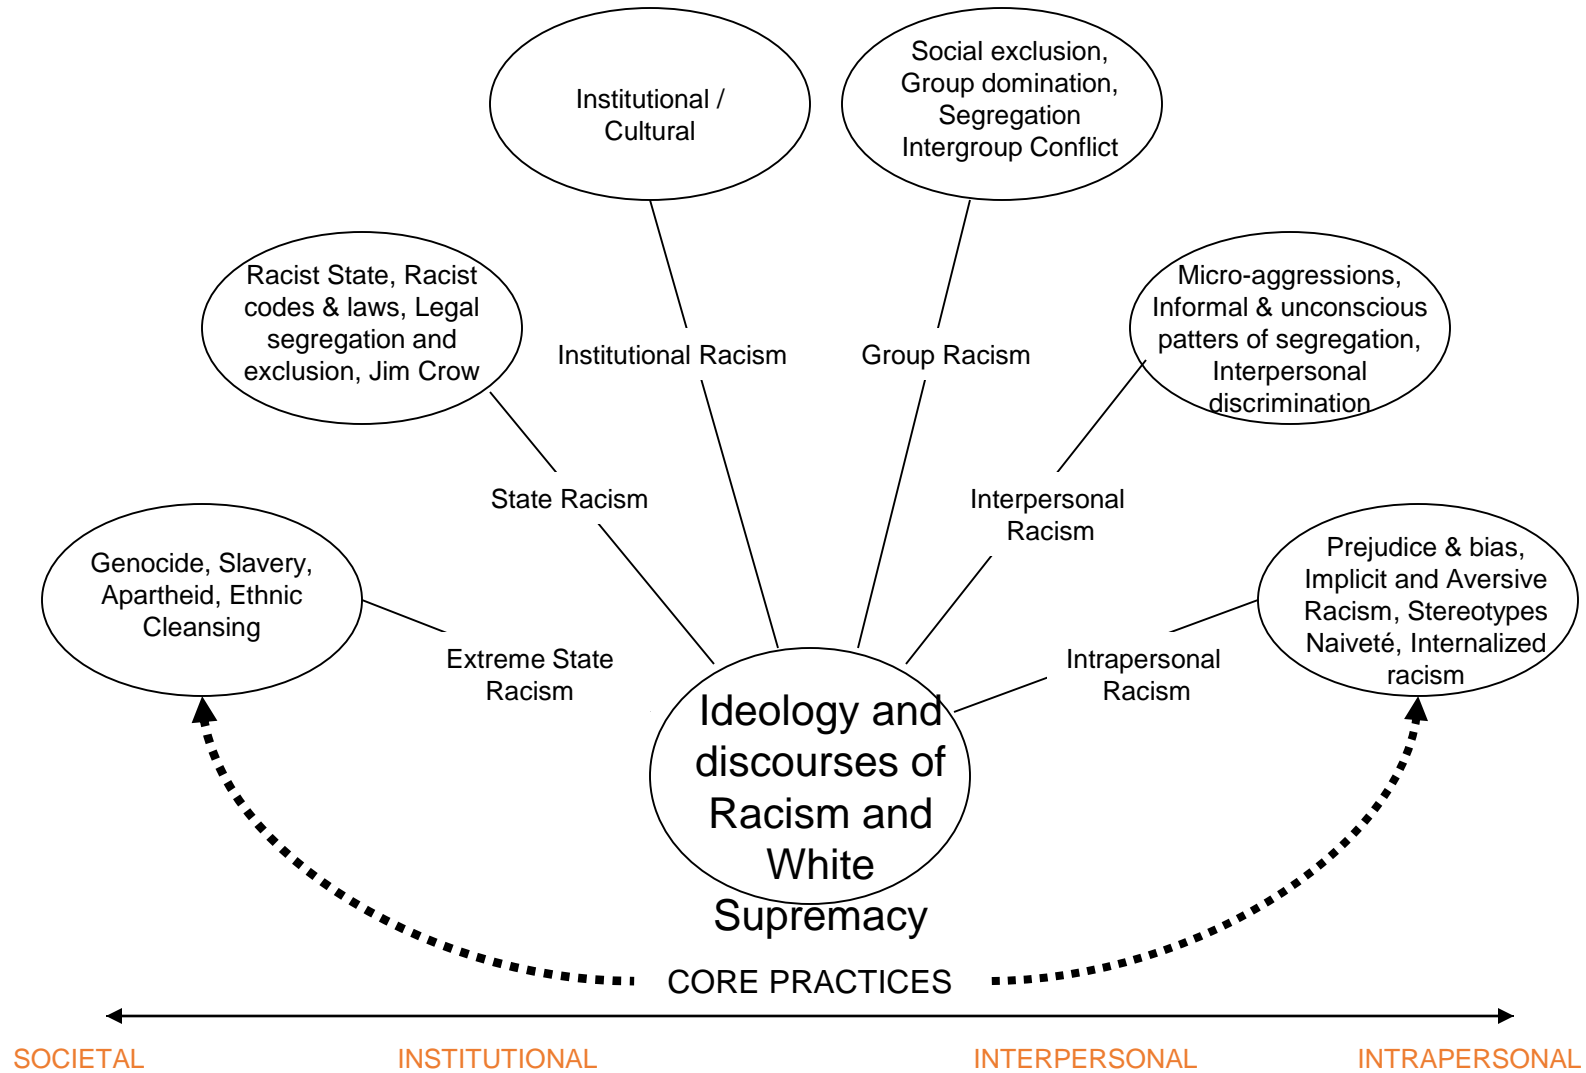 Institutional /
Cultural
Social exclusion,
Group domination,
Segregation
Intergroup Conflict
Racist State, Racist
codes & laws, Legal
segregation and
exclusion, Jim Crow
Micro-aggressions,
Informal & unconscious
patters of segregation,
Interpersonal
discrimination
Institutional Racism
Group Racism
State Racism
Interpersonal
Racism
Genocide, Slavery,
Apartheid, Ethnic
Cleansing
Prejudice & bias,
Implicit and Aversive
Racism, Stereotypes
Naiveté, Internalized
racism
Extreme State
Racism
Intrapersonal
Racism
Ideology and
discourses of
Racism and
White
Supremacy
CORE PRACTICES
SOCIETAL
INSTITUTIONAL
INTERPERSONAL
INTRAPERSONAL